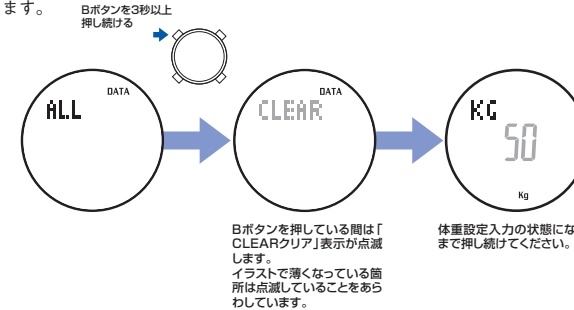 ます。
Bボタンを3秒以上
押し続ける
DATA
ALL
DATA
CLEAR
KG
50
Kg
Bボタンを押している間は「
CLEARクリア」表示が点滅
します。
イラストで薄くなっている箇
所は点滅していることをあら
わしています。
体重設定入力の状態にな
まで押し続けてください。